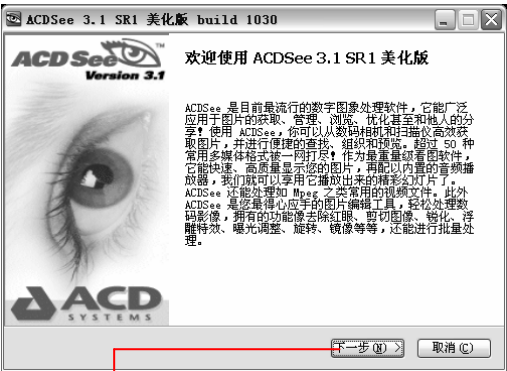 ACDSee 3.1 SR1 美化版 build 1030
ACD See™
Version 3.1
欢迎使用 ACDSee 3.1 SR1 美化版
ACDSee 是目前最流行的数字图象处理软件，它能广泛
应用于图片的获取、管理、浏览、优化甚至和他人的分
享！使用 ACDSee，你可以从数码相机和扫描仪高效获
取图片，并进行便捷的查找、组织和预览。超过 50 种
常用多媒体格式被一网打尽！作为最重量级看图软件，
它能快速、高质量显示您的图片，再配以内置的音频播
放器，我们就可以享用它播放出来的精彩幻灯片了。
ACDSee 还能处理如 Mpeg 之类常用的视频文件。此外
ACDSee 是您最得心应手的图片编辑工具，轻松处理数
码影像，拥有的功能像去除红眼、剪切图像、锐化、浮
雕特效、曝光调整、旋转、镜像等等，还能进行批量处
理。
ACD
SYSTEMS
下一步(N) >
取消(C)